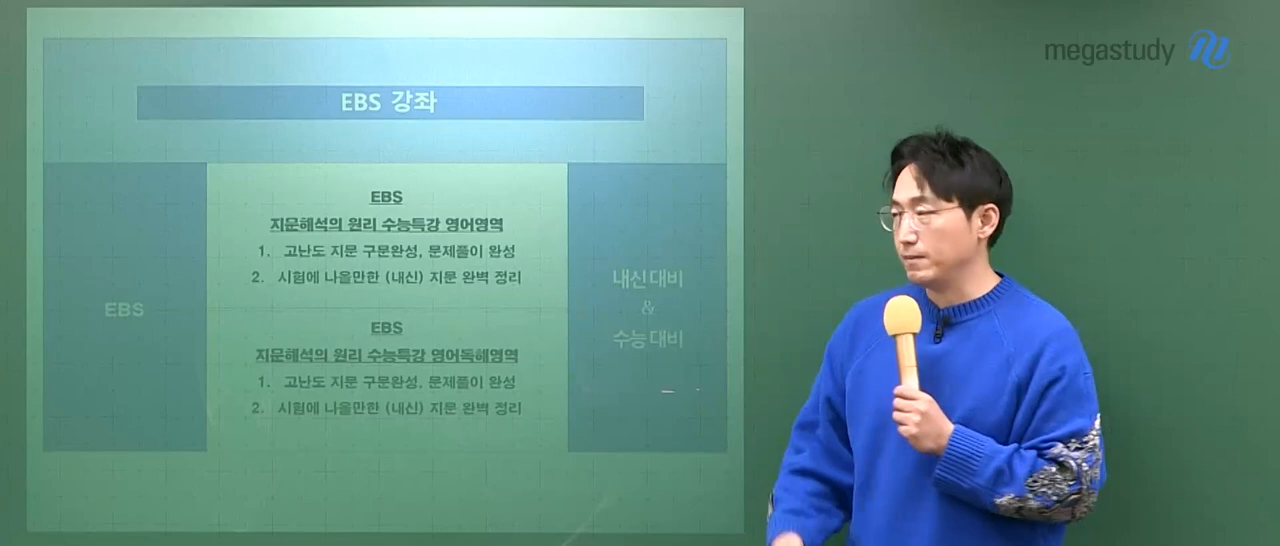 megastudy
EBS 강좌
EBS
EBS
지문해석의 원리 수능특강 영어영역
1. 고난도 지문 구문완성, 문제풀이 완성
2. 시험에 나올만한 (내신) 지문 완벽 정리
EBS
지문해석의 원리 수능특강 영어독해영역
1. 고난도 지문 구문완성, 문제풀이 완성
2. 시험에 나올만한 (내신) 지문 완벽 정리
내신 대비
&
수능 대비